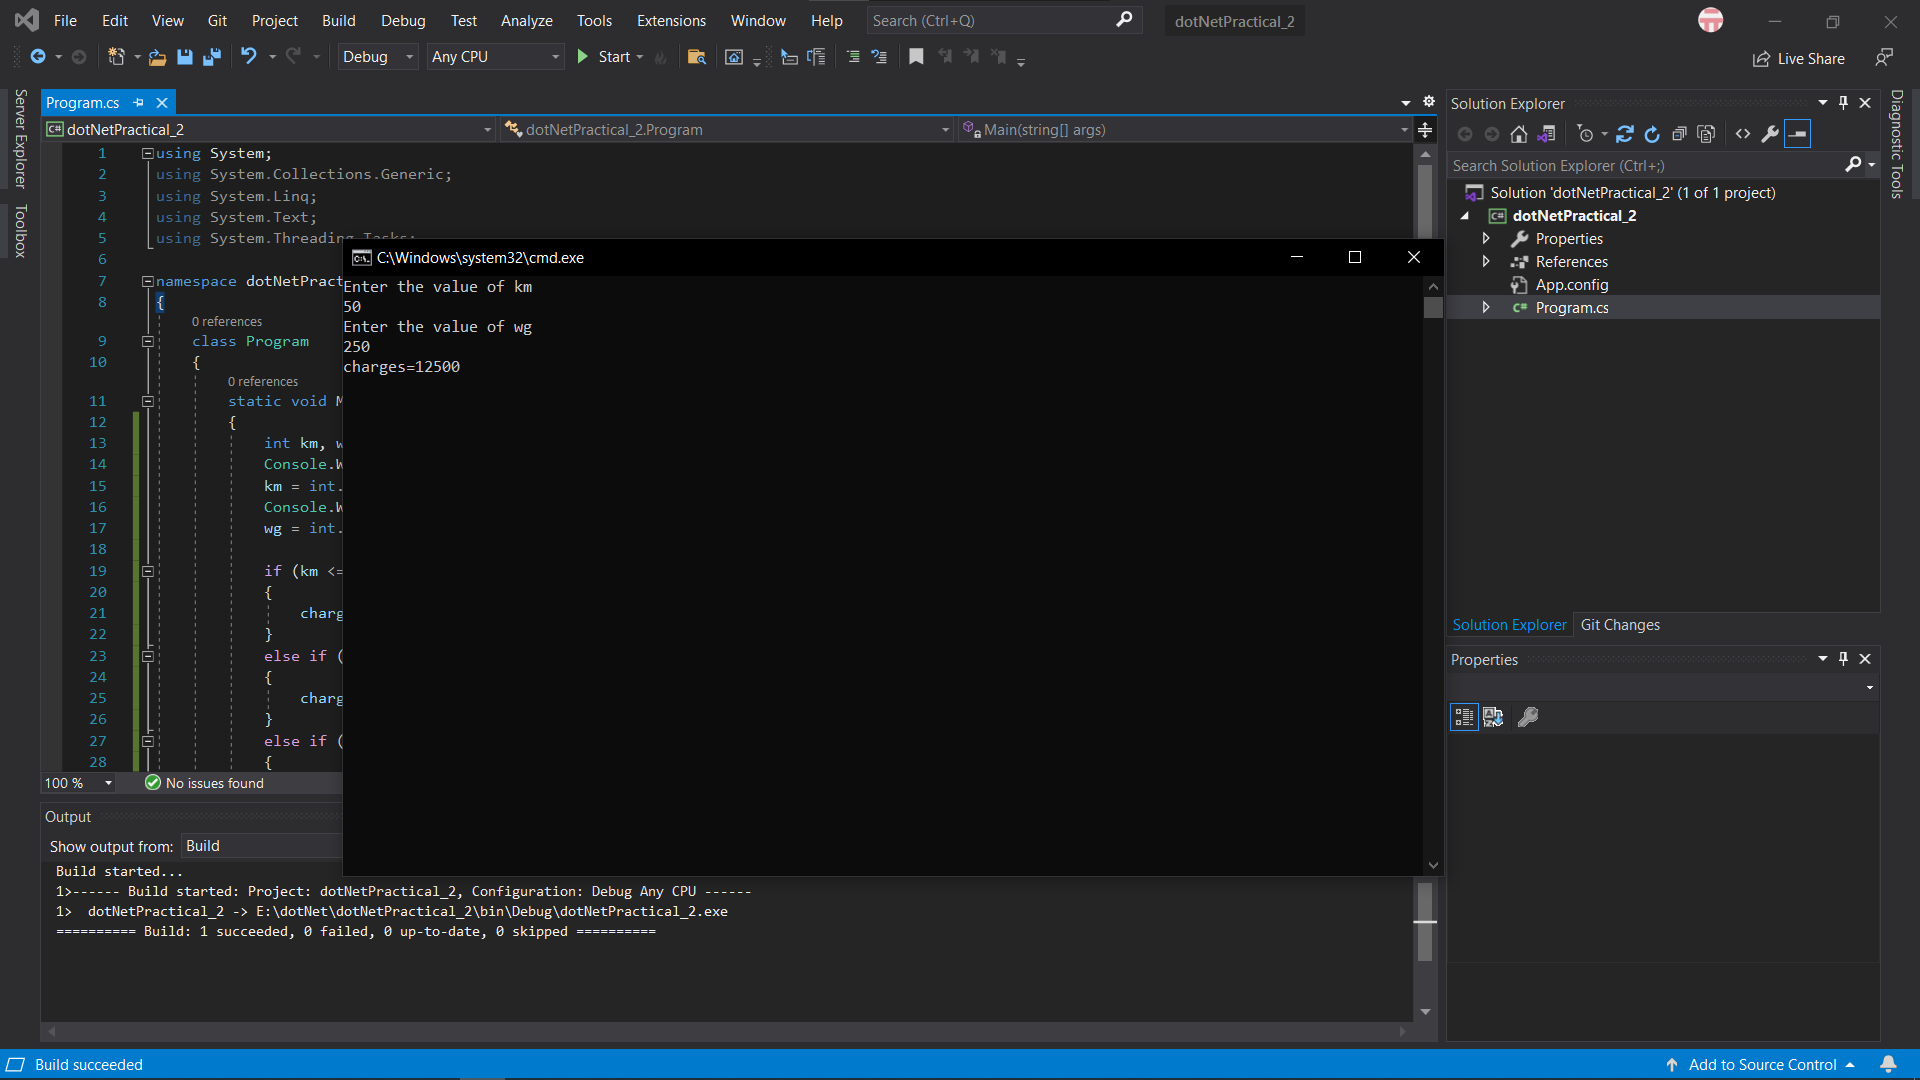 File Edit View Git Project Build Debug Test Analyze Tools Extensions Window Help Search (Ctrl+Q) dotNetPractical_2
Debug Any CPU Start Live Share
Server Explorer
Toolbox
Program.cs
dotNetPractical_2 dotNetPractical_2.Program Main(string[] args)
1 using System;
2 using System.Collections.Generic;
3 using System.Linq;
4 using System.Text;
5 using System.Threading.Tasks;
6
7 namespace dotNetPract
8 {
0 references
9 class Program
10 {
0 references
11 static void M
12 {
13 int km, w
14 Console.W
15 km = int.
16 Console.W
17 wg = int.
18
19 if (km <=
20 {
21 charg
22 }
23 else if (
24 {
25 charg
26 }
27 else if (
28 {
100 % No issues found
C:\Windows\system32\cmd.exe
Enter the value of km
50
Enter the value of wg
250
charges=12500
Output
Show output from: Build
Build started...
1>------ Build started: Project: dotNetPractical_2, Configuration: Debug Any CPU ------
1> dotNetPractical_2 -> E:\dotNet\dotNetPractical_2\bin\Debug\dotNetPractical_2.exe
========== Build: 1 succeeded, 0 failed, 0 up-to-date, 0 skipped ==========
Solution Explorer
Search Solution Explorer (Ctrl+;)
Solution 'dotNetPractical_2' (1 of 1 project)
C# dotNetPractical_2
Properties
References
App.config
C# Program.cs
Solution Explorer Git Changes
Properties
Diagnostic Tools
Build succeeded Add to Source Control